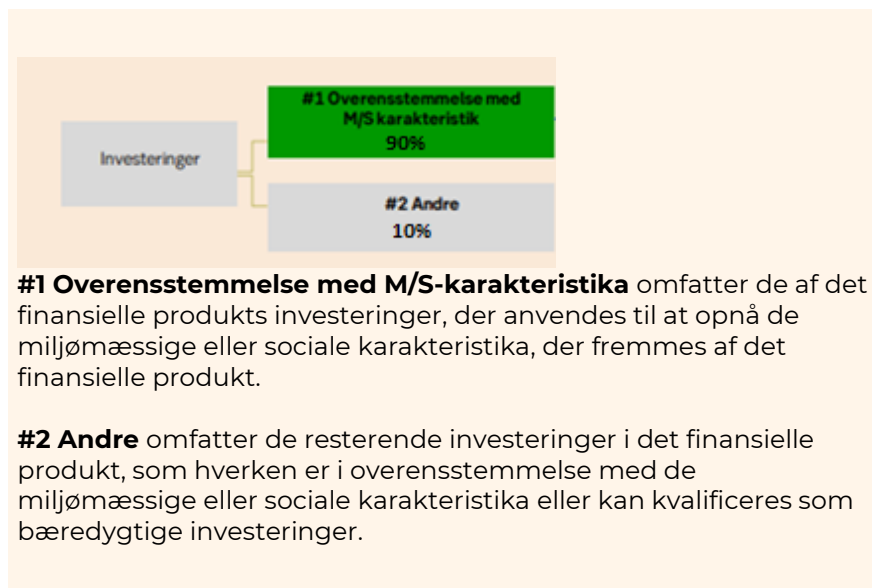 #1 Overensstemmelse med
M/S karakteristik
90%
Investeringer
#2 Andre
10%
#1 Overensstemmelse med M/S-karakteristika omfatter de af det
finansielle produkts investeringer, der anvendes til at opnå de
miljømæssige eller sociale karakteristika, der fremmes af det
finansielle produkt.
#2 Andre omfatter de resterende investeringer i det finansielle
produkt, som hverken er i overensstemmelse med de
miljømæssige eller sociale karakteristika eller kan kvalificeres som
bæredygtige investeringer.